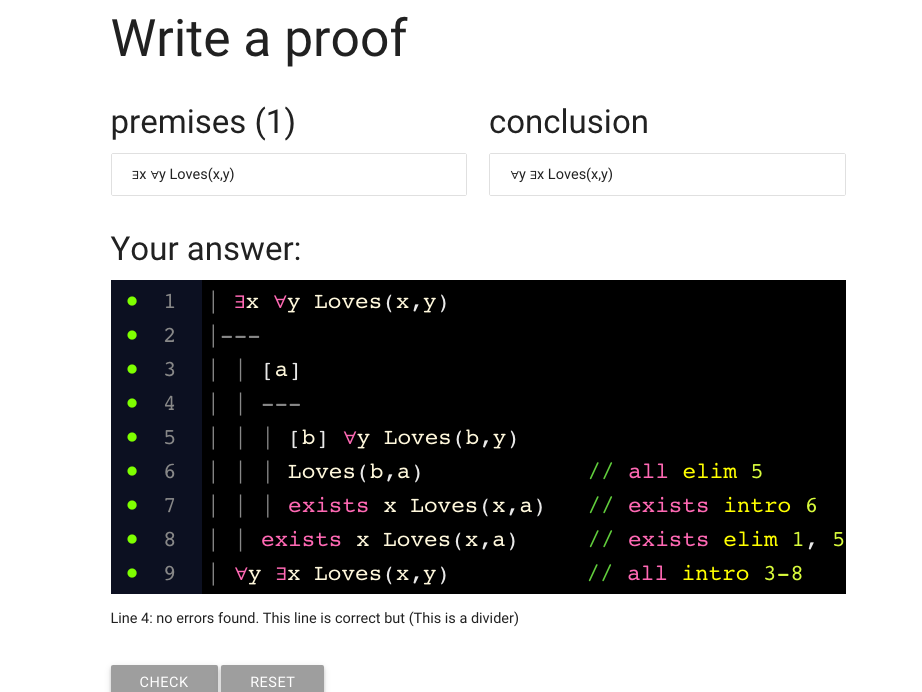 Write a proof
premises (1)
conclusion
∃x ∀y Loves(x,y)
∀y ∃x Loves(x,y)
Your answer:
1 | ∃x ∀y Loves(x,y)
2 |---
3 | | [a]
4 | | ---
5 | | | [b] ∀y Loves(b,y)
6 | | | Loves(b,a) // all elim 5
7 | | | exists x Loves(x,a) // exists intro 6
8 | | exists x Loves(x,a) // exists elim 1, 5
9 | ∀y ∃x Loves(x,y) // all intro 3-8
Line 4: no errors found. This line is correct but (This is a divider)
CHECK
RESET